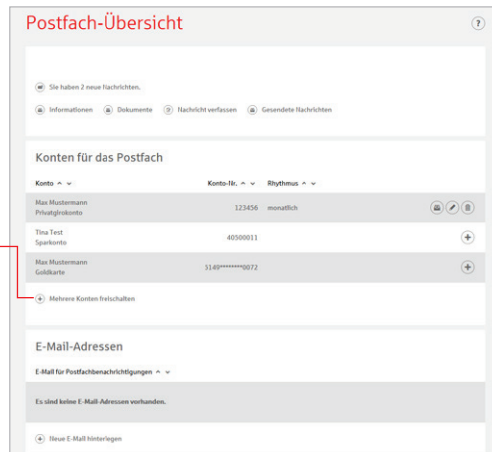 Postfach-Übersicht
?
Sie haben 2 neue Nachrichten.
Informationen Dokumente Nachricht verfassen Gesendete Nachrichten
Konten für das Postfach
Konto Konto-Nr. Rhythmus
Max Mustermann
Privatgirokonto 123456 monatlich
Tina Test
Sparkonto 40500011
Max Mustermann
Goldkarte 5149********0072
Mehrere Konten freischalten
E-Mail-Adressen
E-Mail für Postfachbenachrichtigungen
Es sind keine E-Mail-Adressen vorhanden.
Neue E-Mail hinterlegen